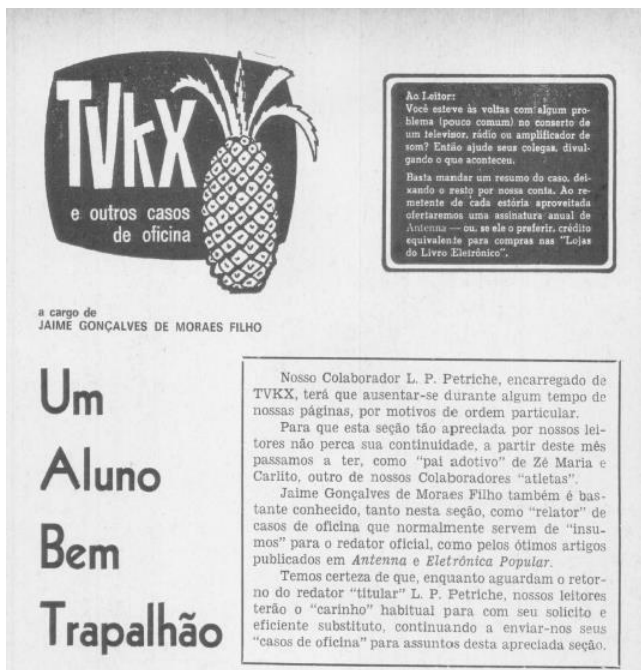 TVKX
e outros casos
de oficina
Ao Leitor:
Você esteve às voltas com algum pro-
blema (pouco comum) no conserto de
um televisor, rádio ou amplificador de
som? Então ajude seus colegas, divul-
gando o que aconteceu.
Basta mandar um resumo do caso, dei-
xando o resto por nossa conta. Ao re-
metente de cada estória aproveitada
ofertaremos uma assinatura anual de
Antenna — ou, se ele o preferir, crédito
equivalente para compras nas "Lojas
do Livro Eletrônico".
a cargo de
JAIME GONÇALVES DE MORAES FILHO
Um
Aluno
Bem
Trapalhão
Nosso Colaborador L. P. Petriche, encarregado de
TVKX, terá que ausentar-se durante algum tempo de
nossas páginas, por motivos de ordem particular.
Para que esta seção tão apreciada por nossos lei-
tores não perca sua continuidade, a partir deste mês
passamos a ter, como "pai adotivo" de Zé Maria e
Carlito, outro de nossos Colaboradores "atletas".
Jaime Gonçalves de Moraes Filho também é bas-
tante conhecido, tanto nesta seção, como "relator" de
casos de oficina que normalmente servem de "insu-
mos" para o redator oficial, como pelos ótimos artigos
publicados em Antenna e Eletrônica Popular.
Temos certeza de que, enquanto aguardam o retor-
no do redator "titular" L. P. Petriche, nossos leitores
terão o "carinho" habitual para com seu solicito e
eficiente substituto, continuando a enviar-nos seus
"casos de oficina" para assuntos desta apreciada seção.